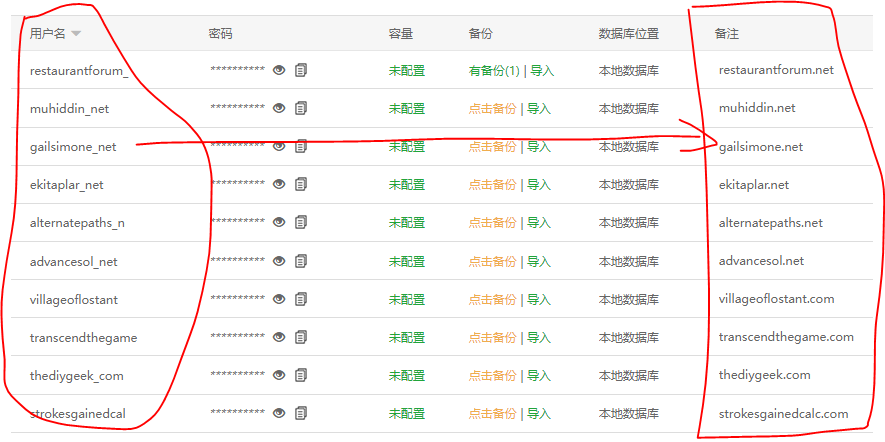 用户名 密码 容量 备份 数据库位置 备注
restaurantforum_ ********** 未配置 有备份(1) | 导入 本地数据库 restaurantforum.net
muhiddin_net ********** 未配置 点击备份 | 导入 本地数据库 muhiddin.net
gailsimone_net ********** 未配置 点击备份 | 导入 本地数据库 gailsimone.net
ekitaplar_net ********** 未配置 点击备份 | 导入 本地数据库 ekitaplar.net
alternatepaths_n ********** 未配置 点击备份 | 导入 本地数据库 alternatepaths.net
advancesol_net ********** 未配置 点击备份 | 导入 本地数据库 advancesol.net
villageoflostant ********** 未配置 点击备份 | 导入 本地数据库 villageoflostant.com
transcendthegame ********** 未配置 点击备份 | 导入 本地数据库 transcendthegame.com
thediygeek_com ********** 未配置 点击备份 | 导入 本地数据库 thediygeek.com
strokesgainedcal ********** 未配置 点击备份 | 导入 本地数据库 strokesgainedcalc.com